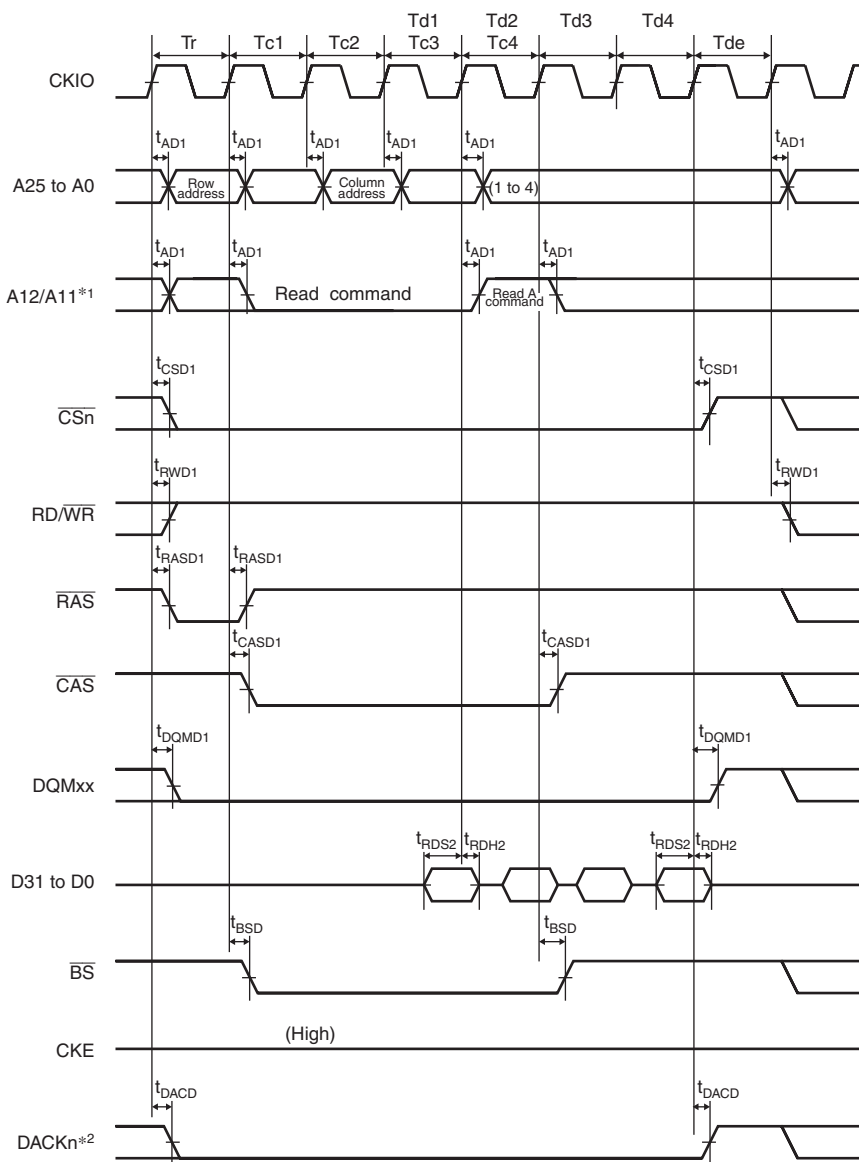 Td1 Td2 Td3 Td4
Tr Tc1 Tc2 Tc3 Tc4 Tde
CKIO
tAD1 tAD1 tAD1 tAD1 tAD1 tAD1
A25 to A0 Row address Column address (1 to 4)
tAD1 tAD1 tAD1 tAD1
A12/A11*1 Read command Read A command
tCSD1 tCSD1
CSn
tRWD1 tRWD1
RD/WR
tRASD1 tRASD1
RAS
tCASD1 tCASD1
CAS
tDQMD1 tDQMD1
DQMxx
tRDS2 tRDH2 tRDS2 tRDH2
D31 to D0
tBSD tBSD
BS
(High)
CKE
tDACD tDACD
DACKn*2